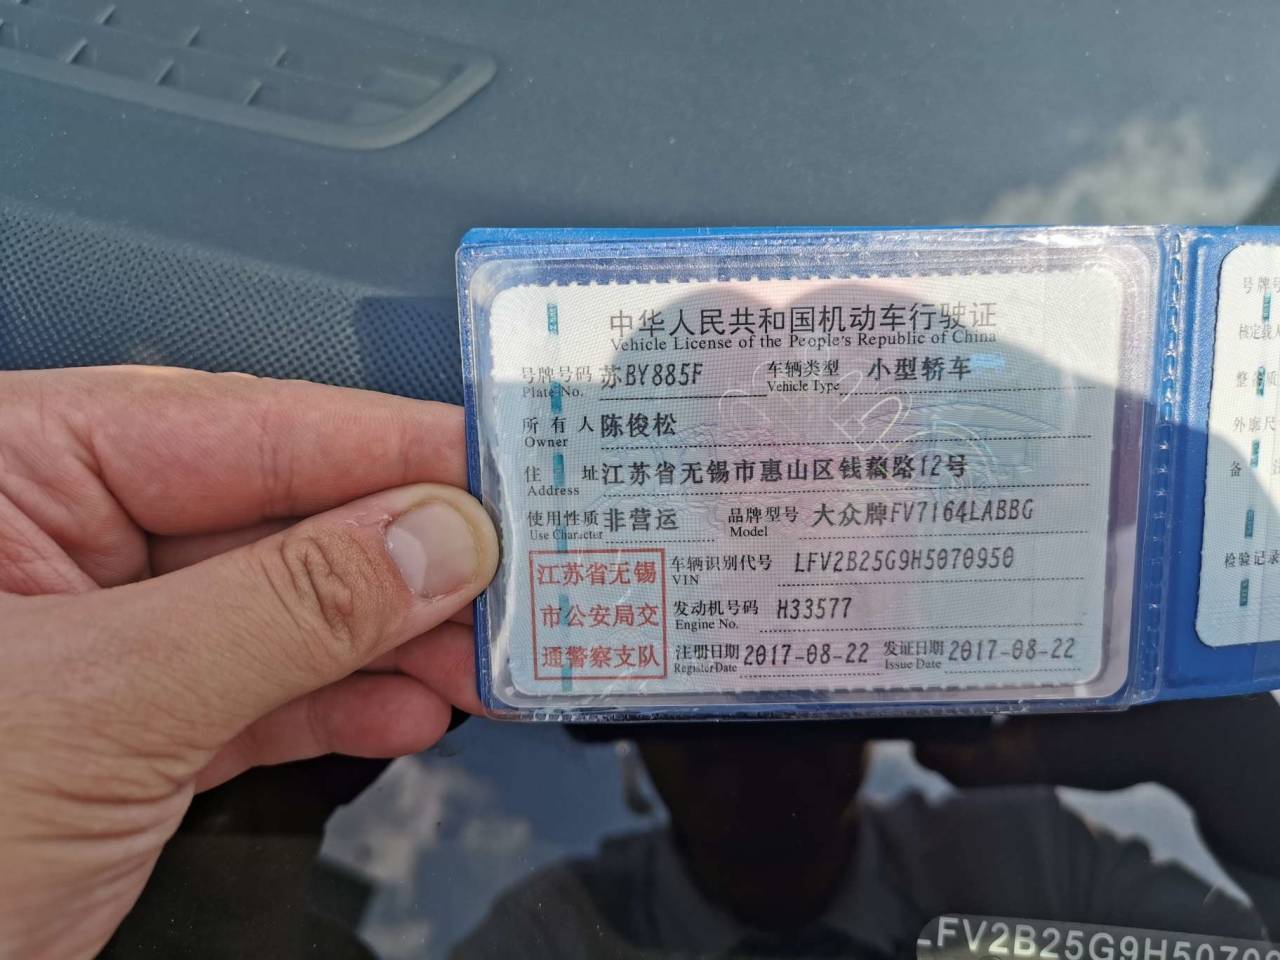 中华人民共和国机动车行驶证
Vehicle License of the People's Republic of China
号牌号码 苏BY885F 车辆类型 小型轿车
Plate No. Vehicle Type
所有人 陈俊松
Owner
住址 江苏省无锡市惠山区钱藕路12号
Address
使用性质 非营运 品牌型号 大众牌FV7164LABBG
Use Character Model
江苏省无锡
市公安局交
通警察支队
车辆识别代号 LFV2B25G9H5070950
VIN
发动机号码 H33577
Engine No.
注册日期 2017-08-22 发证日期 2017-08-22
Register Date Issue Date
号牌号
核定载人
整
质
外廓尺
备
检验记录
LFV2B25G9H5070